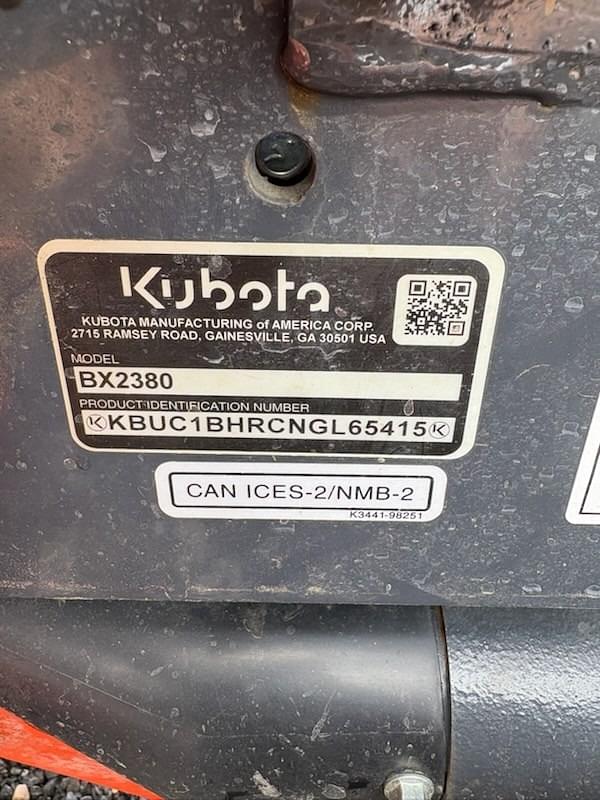 Kubota
KUBOTA MANUFACTURING of AMERICA CORP.
2715 RAMSEY ROAD, GAINESVILLE, GA 30501 USA
MODEL
BX2380
PRODUCT IDENTIFICATION NUMBER
KBUC1BHRCNGL65415
CAN ICES-2/NMB-2
K3441-98251